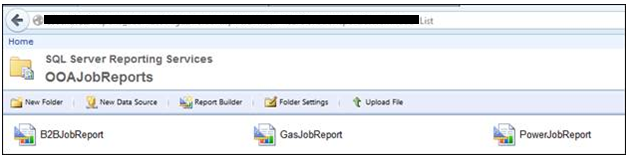 List
Home
SQL Server Reporting Services
OOAJobReports
New Folder
New Data Source
Report Builder
Folder Settings
Upload File
B2BJobReport
GasJobReport
PowerJobReport